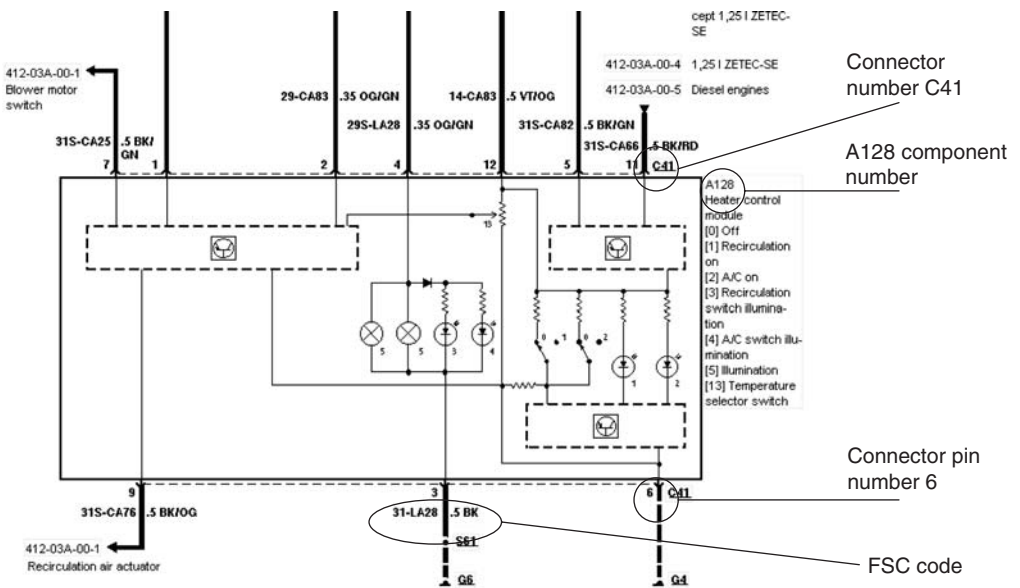 cept 1,25 I ZETEC-
SE
412-03A-00-4 1,25 I ZETEC-SE
412-03A-00-5 Diesel engines
Connector
number C41
412-03A-00-1
Blower motor
switch
29-CA83 .35 OG/GN
14-CA83 .5 VT/OG
29S-LA28 .35 OG/GN
31S-CA82 .5 BK/GN
31S-CA25 .5 BK/
GN
31S-CA66 .5 BK/RD
7 1 2 4 12 5 11 C41
A128 component
number
A128
Heater control
module
[0] Off
[1] Recirculation
on
[2] A/C on
[3] Recirculation
switch illumina-
tion
[4] A/C switch illu-
mination
[5] Illumination
[13] Temperature
selector switch
13
0 1 0 2
5 5 3 4
1 2
Connector pin
number 6
9 3 6 C41
31S-CA76 .5 BK/OG
31-LA28 .5 BK
S61
412-03A-00-1
Recirculation air actuator
FSC code
G6 G4